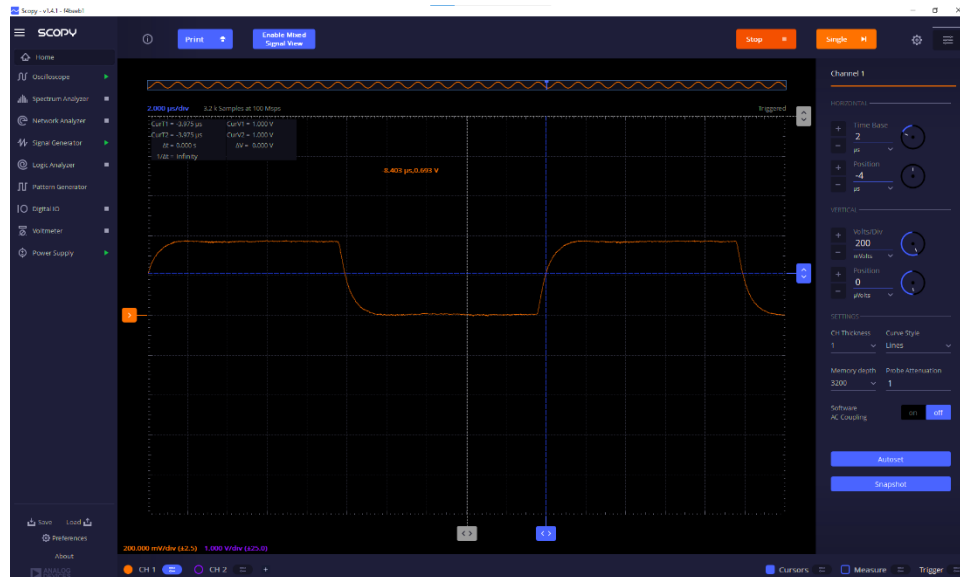 Scopy - v1.4.1 - f4baeb1
SCOPY
Print
Enable Mixed
Signal View
Stop
Single
Home
Oscilloscope
Spectrum Analyzer
Network Analyzer
Signal Generator
Logic Analyzer
Pattern Generator
Digital IO
Voltmeter
Power Supply
2.000 µs/div 3.2 k Samples at 100 Msps Triggered
CurT1 = -3.975 µs CurV1 = 1.000 V
CurT2 = -3.975 µs CurV2 = 1.000 V
Δt = 0.000 s ΔV = 0.000 V
1/Δt = Infinity
-8.403 µs,0.693 V
Channel 1
HORIZONTAL
Time Base
+ 2
- µs
Position
+ -4
- µs
VERTICAL
Volts/Div
+ 200
- mVolts
Position
+ 0
- µVolts
SETTINGS
CH Thickness Curve Style
1 Lines
Memory depth Probe Attenuation
3200 1
Software
AC Coupling on off
Autoset
Snapshot
Save Load
Preferences
About
ANALOG
DEVICES
200.000 mV/div (±2.5) 1.000 V/div (±25.0)
CH 1 CH 2 +
Cursors Measure Trigger